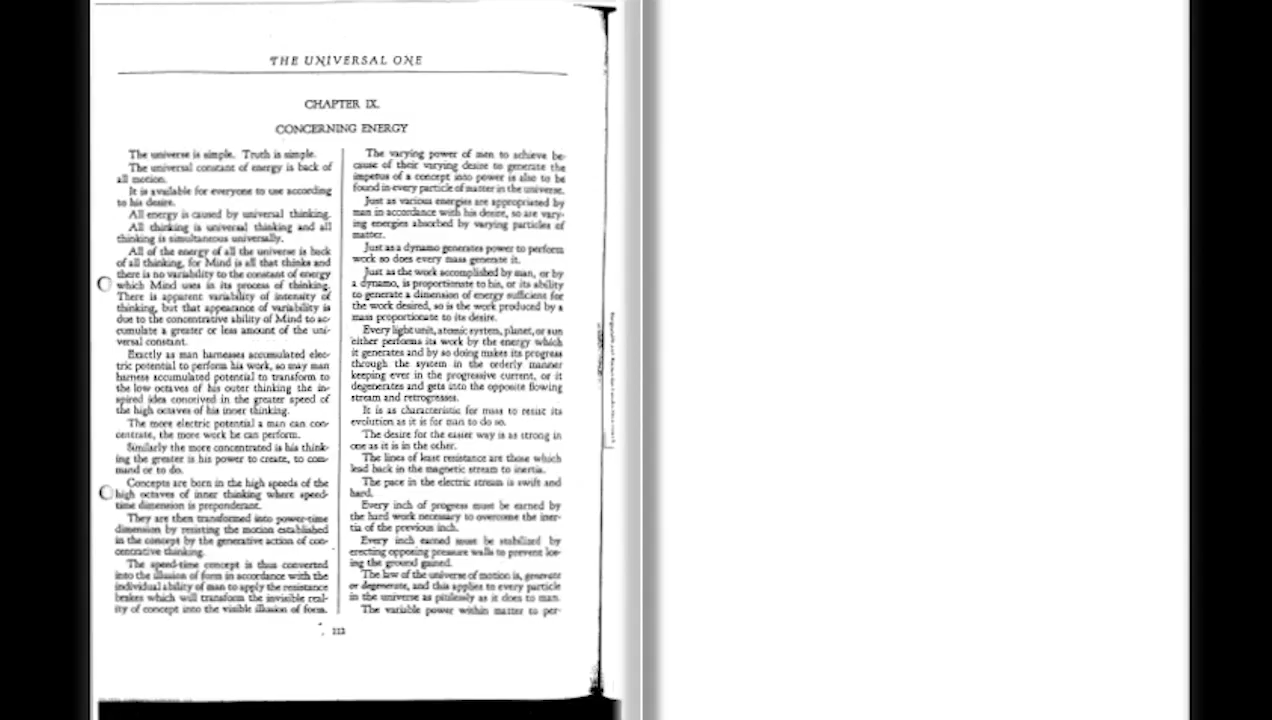 THE UNIVERSAL ONE
CHAPTER IX.
CONCERNING ENERGY
The universe is simple. Truth is simple.
The universal constant of energy is back of
all motion.
It is available for everyone to use according
to his desire.
All energy is caused by universal thinking.
All thinking is universal thinking and all
thinking is simultaneous universally.
All of the energy of all the universe is back
of all thinking, for Mind is all that thinks and
there is no variability to the constant of energy
which Mind uses in its process of thinking.
There is apparent variability of intensity of
thinking, but that appearance of variability is
due to the concentrative ability of Mind to ac-
cumulate a greater or less amount of the uni-
versal constant.
Exactly as man harnesses accumulated elec-
tric potential to perform his work, so may man
harness accumulated potential to transform to
the low octaves of his outer thinking the in-
spired idea conceived in the greater speed of
the high octaves of his inner thinking.
The more electric potential a man can con-
centrate, the more work he can perform.
Similarly the more concentrated is his think-
ing the greater is his power to create, to com-
mand or to do.
Concepts are born in the high speeds of the
high octaves of inner thinking where speed-
time dimension is preponderant.
They are then transformed into power-time
dimension by resisting the motion established
in the concept by the generative action of con-
centrative thinking.
The speed-time concept is thus converted
into the illusion of form in accordance with the
individual ability of man to apply the resistance
brakes which will transform the invisible real-
ity of concept into the visible illusion of form.
The varying power of men to achieve be-
cause of their varying desire to generate the
impetus of a concept into power is also to be
found in every particle of matter in the universe.
Just as various energies are appropriated by
man in accordance with his desire, so are vary-
ing energies absorbed by varying particles of
matter.
Just as a dynamo generates power to perform
work so does every mass generate it.
Just as the work accomplished by man, or by
a dynamo, is proportionate to his, or its ability
to generate a dimension of energy sufficient for
the work desired, so is the work produced by a
mass proportionate to its desire.
Every light unit, atomic system, planet, or sun
either performs its work by the energy which
it generates and by so doing makes its progress
through the system in the orderly manner
keeping ever in the progressive current, or it
degenerates and gets into the opposite flowing
stream and retrogresses.
It is as characteristic for mass to resist its
evolution as it is for man to do so.
The desire for the easier way is as strong in
one as it is in the other.
The lines of least resistance are those which
lead back in the magnetic stream to inertia.
The pace in the electric stream is swift and
hard.
Every inch of progress must be earned by
the hard work necessary to overcome the iner-
tia of the previous inch.
Every inch earned must be stabilized by
erecting opposing pressure walls to prevent los-
ing the ground gained.
The law of the universe of motion is, generate
or degenerate, and this applies to every particle
in the universe as pitilessly as it does to man.
The variable power within matter to per-
112